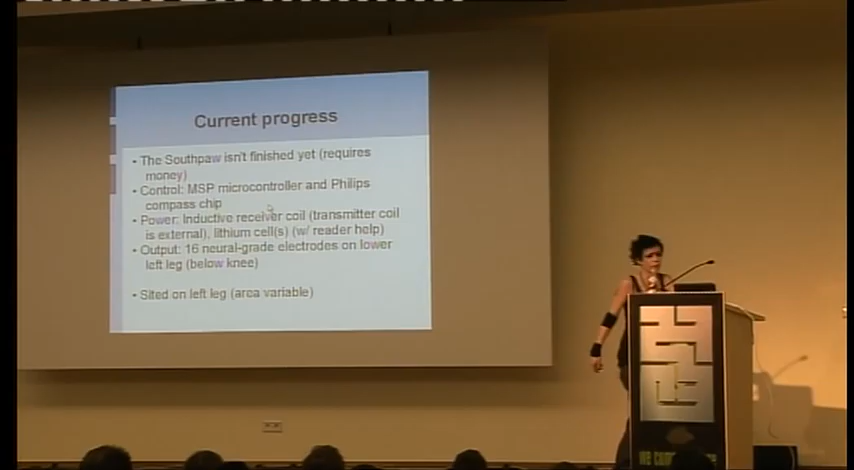 Current progress
• The Southpaw isn't finished yet (requires
money)
• Control: MSP microcontroller and Philips
compass chip
• Power: Inductive receiver coil (transmitter coil
is external), lithium cell(s) (w/ reader help)
• Output: 16 neural-grade electrodes on lower
left leg (below knee)
• Sited on left leg (area variable)
we com